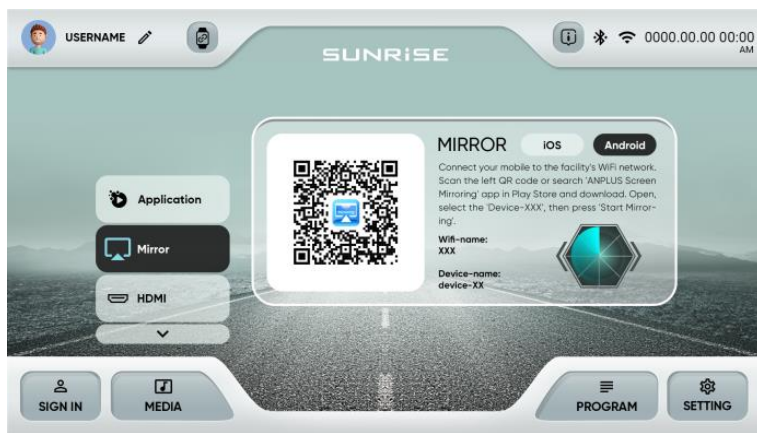 USERNAME
SUNRiSE
0000.00.00 00:00
AM
MIRROR
iOS
Android
Connect your mobile to the facility's WiFi network.
Scan the left QR code or search 'ANPLUS Screen
Mirroring' app in Play Store and download. Open,
select the 'Device-XXX', then press 'Start Mirror-
ing'.
Wifi-name:
XXX
Device-name:
device-XX
Application
Mirror
HDMI
SIGN IN
MEDIA
PROGRAM
SETTING